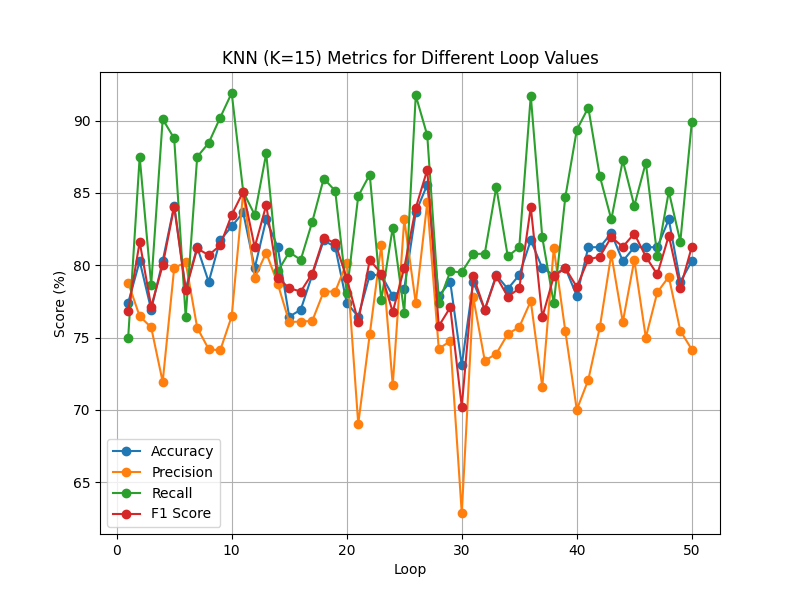 KNN (K=15) Metrics for Different Loop Values
Score (%)
90
85
80
75
70
65
Accuracy
Precision
Recall
F1 Score
0 10 20 30 40 50
Loop